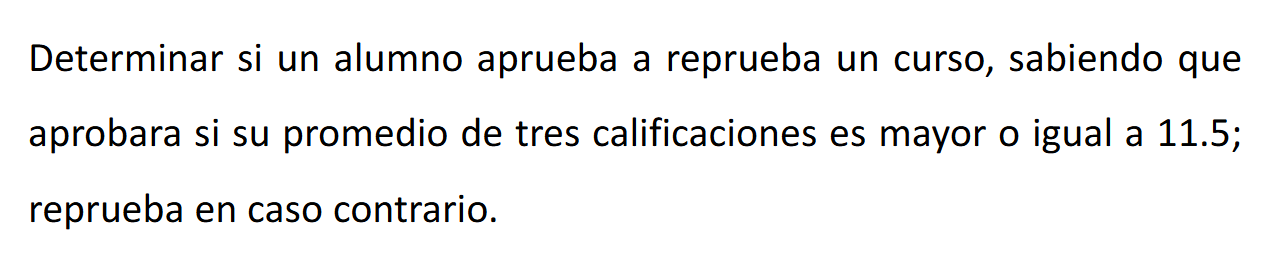 Determinar si un alumno aprueba a reprueba un curso, sabiendo que
aprobara si su promedio de tres calificaciones es mayor o igual a 11.5;
reprueba en caso contrario.